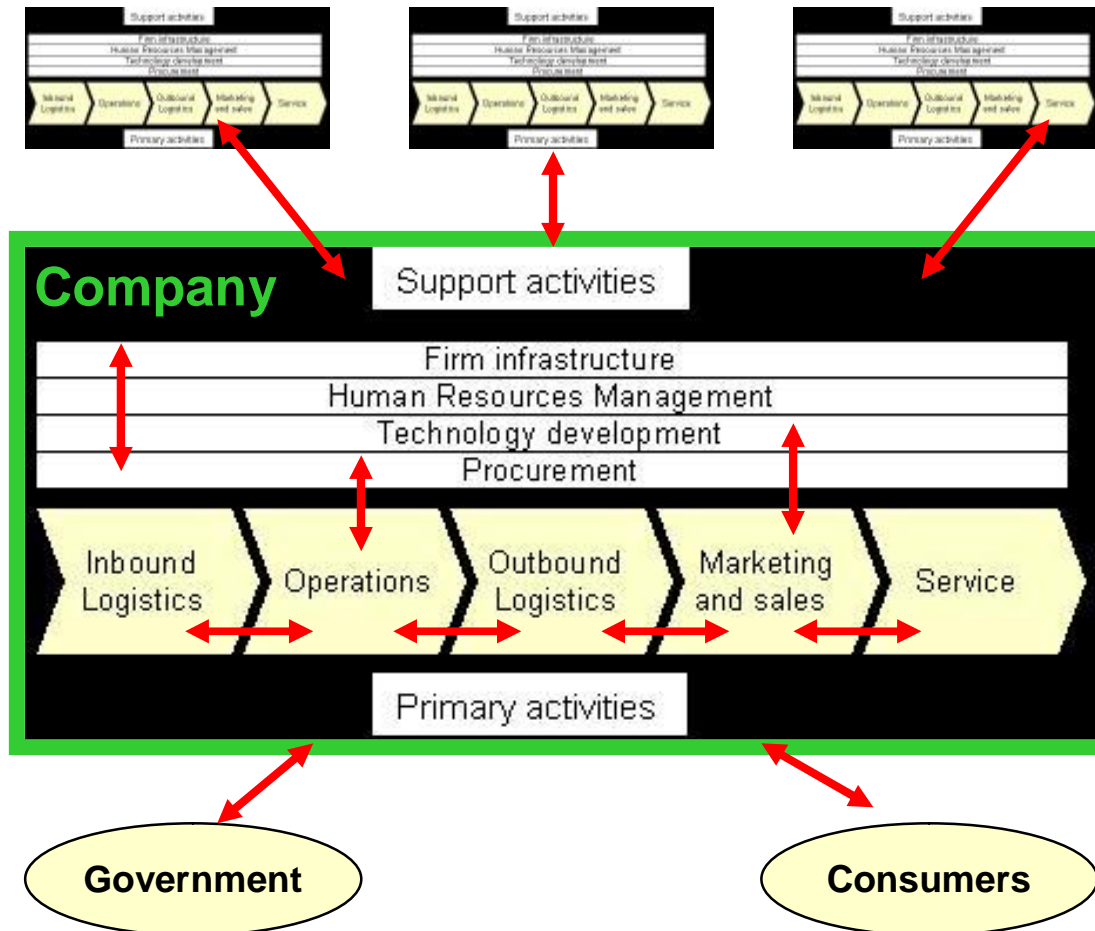 Support activities
Firm infrastructure
Human Resources Management
Technology development
Procurement
Inbound
Logistics
Operations
Outbound
Logistics
Marketing
and sales
Service
Primary activities
Support activities
Firm infrastructure
Human Resources Management
Technology development
Procurement
Inbound
Logistics
Operations
Outbound
Logistics
Marketing
and sales
Service
Primary activities
Support activities
Firm infrastructure
Human Resources Management
Technology development
Procurement
Inbound
Logistics
Operations
Outbound
Logistics
Marketing
and sales
Service
Primary activities
Company
Support activities
Firm infrastructure
Human Resources Management
Technology development
Procurement
Inbound
Logistics
Operations
Outbound
Logistics
Marketing
and sales
Service
Primary activities
Government
Consumers